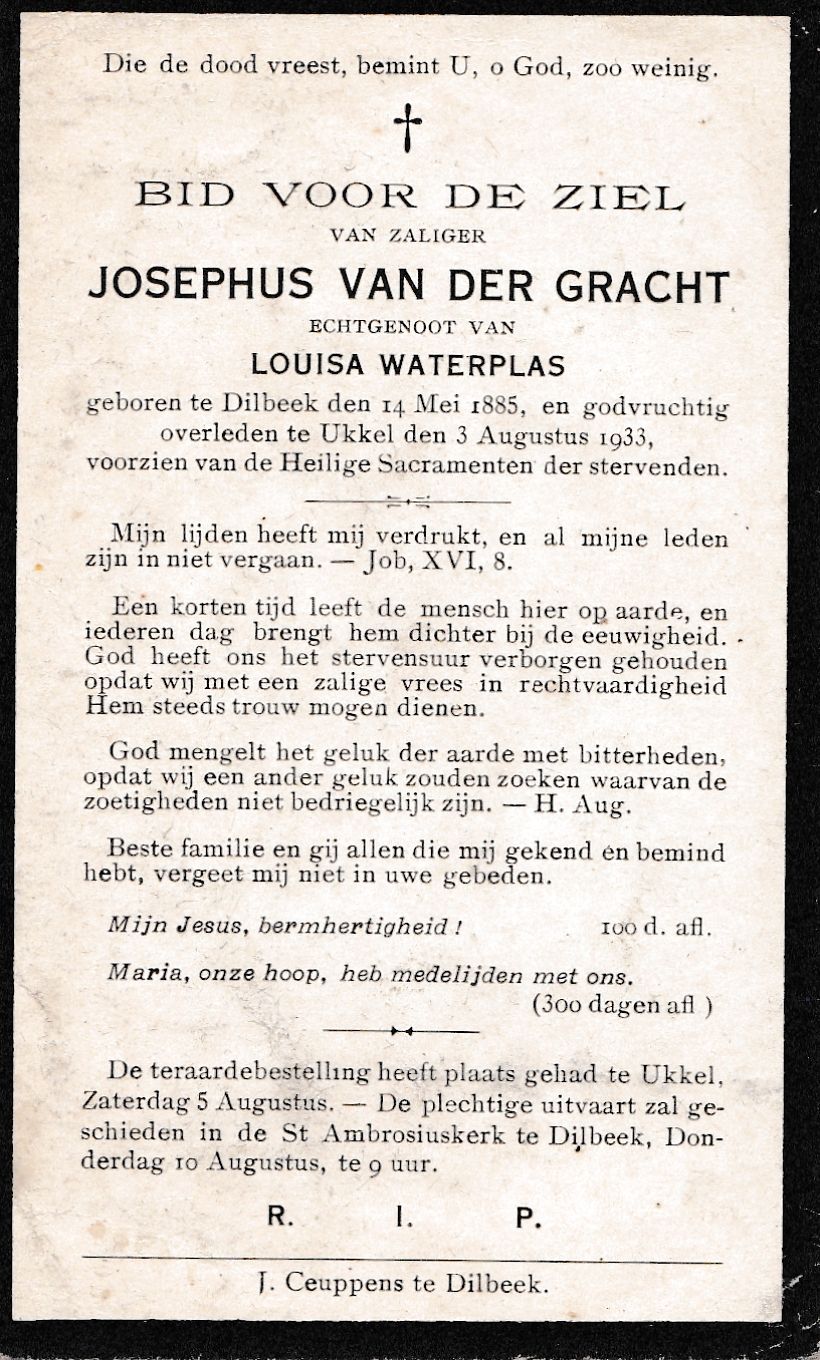 Die de dood vreest, bemint U, o God, zoo weinig.
BID VOOR DE ZIEL
VAN ZALIGER
JOSEPHUS VAN DER GRACHT
ECHTGENOOT VAN
LOUISA WATERPLAS
geboren te Dilbeek den 14 Mei 1885, en godvruchtig
overleden te Ukkel den 3 Augustus 1933,
voorzien van de Heilige Sacramenten der stervenden.
Mijn lijden heeft mij verdrukt, en al mijne leden
zijn in niet vergaan. — Job, XVI, 8.
Een korten tijd leeft de mensch hier op aarde, en
iederen dag brengt hem dichter bij de eeuwigheid.
God heeft ons het stervensuur verborgen gehouden
opdat wij met een zalige vrees in rechtvaardigheid
Hem steeds trouw mogen dienen.
God mengelt het geluk der aarde met bitterheden,
opdat wij een ander geluk zouden zoeken waarvan de
zoetigheden niet bedriegelijk zijn. — H. Aug.
Beste familie en gij allen die mij gekend en bemind
hebt, vergeet mij niet in uwe gebeden.
Mijn Jesus, bermhertigheid ! 100 d. afl.
Maria, onze hoop, heb medelijden met ons.
(300 dagen afl )
De teraardebestelling heeft plaats gehad te Ukkel,
Zaterdag 5 Augustus. — De plechtige uitvaart zal ge-
schieden in de St Ambrosiuskerk te Dilbeek, Don-
derdag 10 Augustus, te 9 uur.
R. I. P.
J. Ceuppens te Dilbeek.